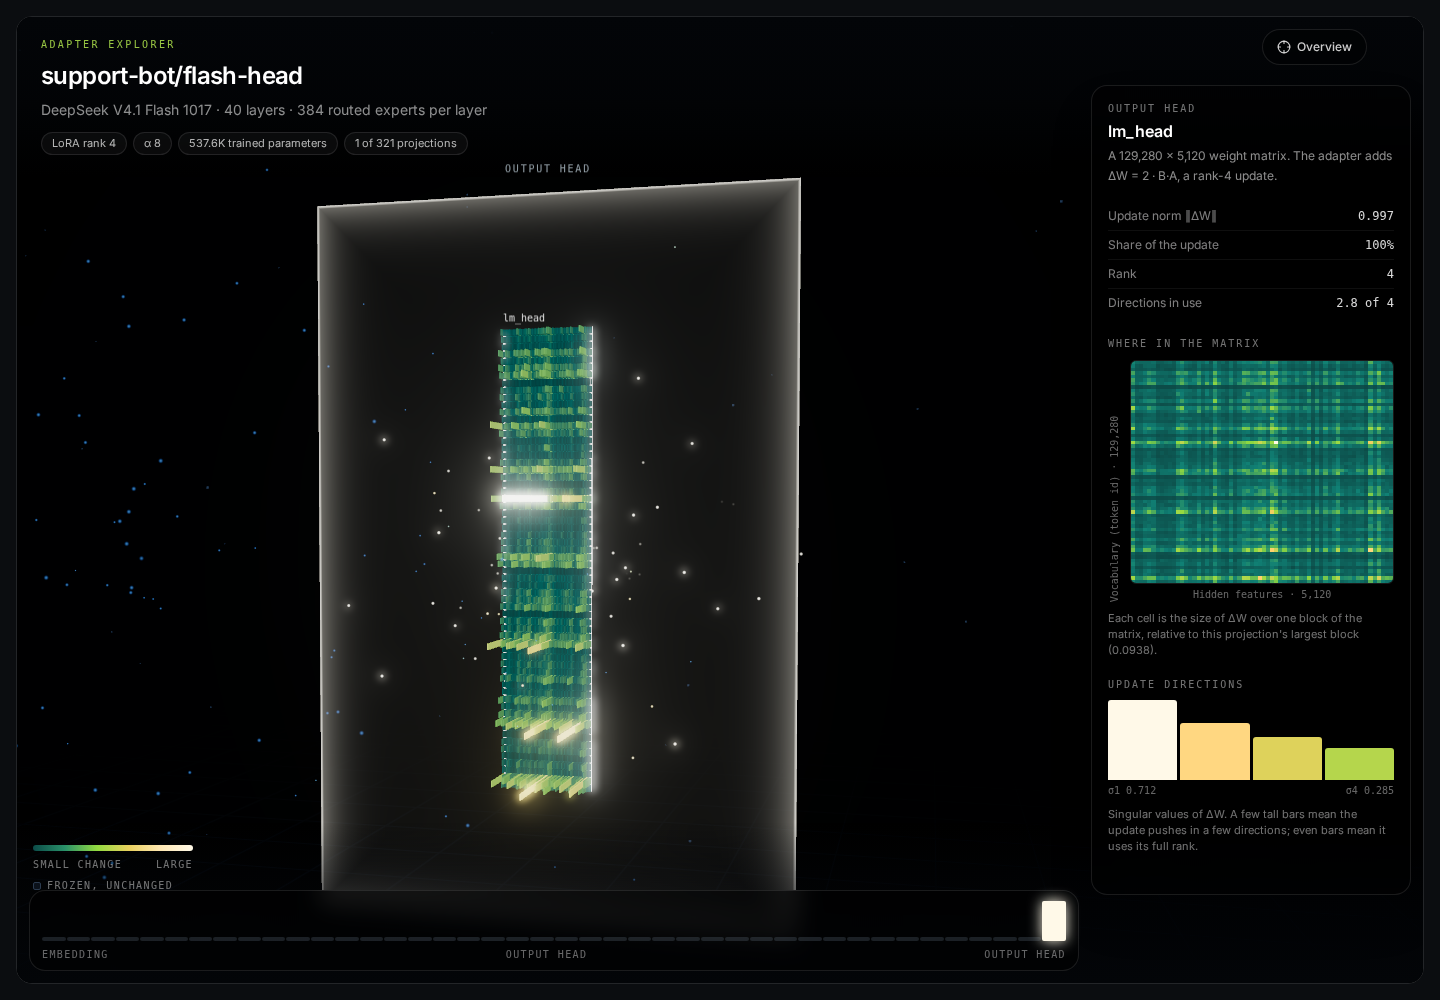 ADAPTER EXPLORER
support-bot/flash-head
DeepSeek V4.1 Flash 1017 · 40 layers · 384 routed experts per layer
LoRA rank 4
α 8
537.6K trained parameters
1 of 321 projections
Overview
OUTPUT HEAD
lm_head
SMALL CHANGE
LARGE
FROZEN, UNCHANGED
EMBEDDING
OUTPUT HEAD
OUTPUT HEAD
OUTPUT HEAD
lm_head
A 129,280 × 5,120 weight matrix. The adapter adds
ΔW = 2 · B·A, a rank-4 update.
Update norm ‖ΔW‖
0.997
Share of the update
100%
Rank
4
Directions in use
2.8 of 4
WHERE IN THE MATRIX
Vocabulary (token id) · 129,280
Hidden features · 5,120
Each cell is the size of ΔW over one block of the
matrix, relative to this projection's largest block
(0.0938).
UPDATE DIRECTIONS
σ1 0.712
σ4 0.285
Singular values of ΔW. A few tall bars mean the
update pushes in a few directions; even bars mean it
uses its full rank.